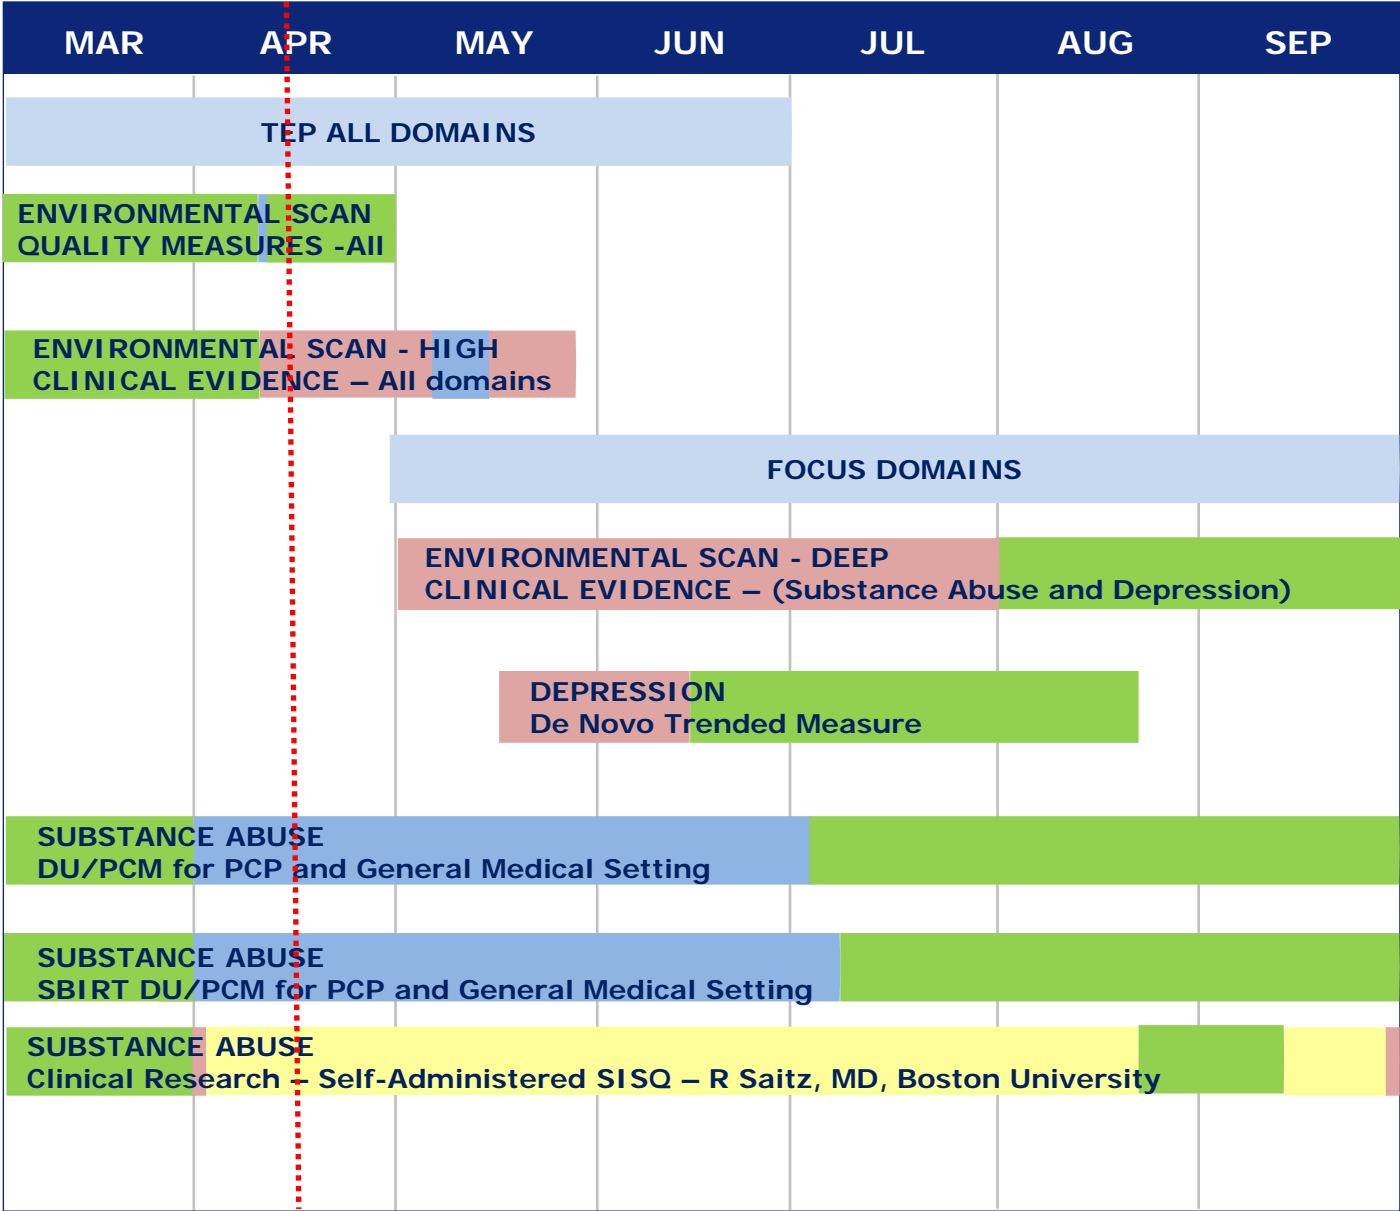 MAR APR MAY JUN JUL AUG SEP
TEP ALL DOMAINS
ENVIRONMENTAL SCAN
QUALITY MEASURES -All
ENVIRONMENTAL SCAN - HIGH
CLINICAL EVIDENCE – All domains
FOCUS DOMAINS
ENVIRONMENTAL SCAN - DEEP
CLINICAL EVIDENCE – (Substance Abuse and Depression)
DEPRESSION
De Novo Trended Measure
SUBSTANCE ABUSE
DU/PCM for PCP and General Medical Setting
SUBSTANCE ABUSE
SBIRT DU/PCM for PCP and General Medical Setting
SUBSTANCE ABUSE
Clinical Research – Self-Administered SISQ – R Saitz, MD, Boston University